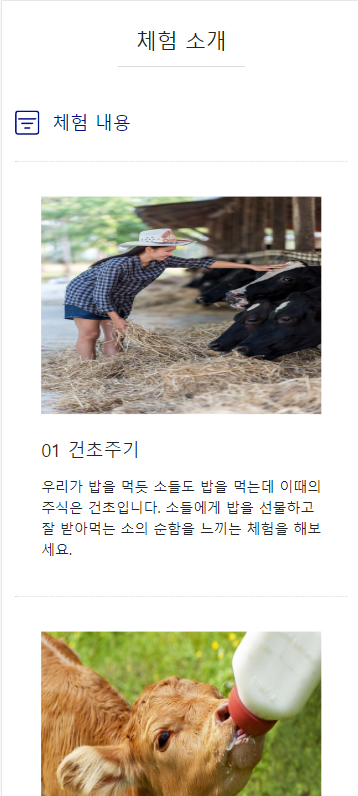 체험 소개
체험 내용
01 건초주기
우리가 밥을 먹듯 소들도 밥을 먹는데 이때의
주식은 건초입니다. 소들에게 밥을 선물하고
잘 받아먹는 소의 순함을 느끼는 체험을 해보
세요.